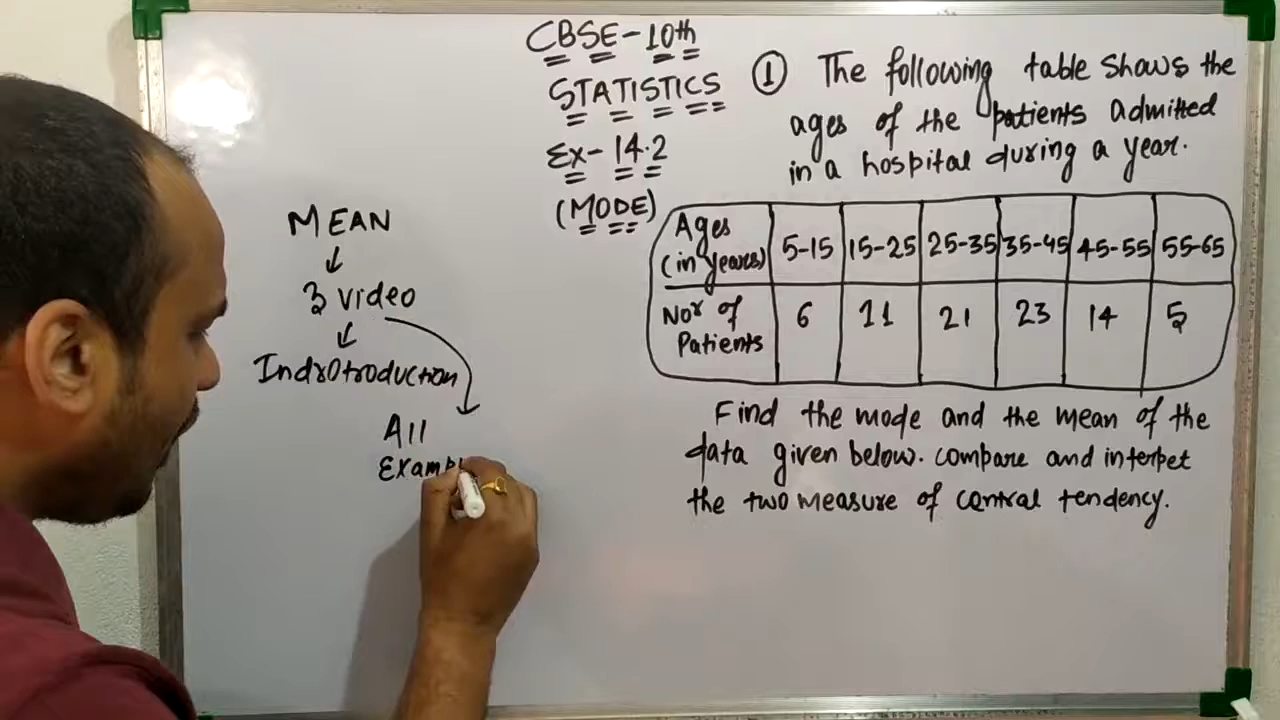 CBSE-10th
STATISTICS
Ex-14.2
(MODE)
MEAN
3 video
IndrOtroduction
All
Exampl
① The following table shows the
ages of the patients admitted
in a hospital during a year.
Ages (in years) 5-15 15-25 25-35 35-45 45-55 55-65
Nor of Patients 6 11 21 23 14 5
Find the mode and the mean of the
data given below. compare and interpet
the two measure of central tendency.